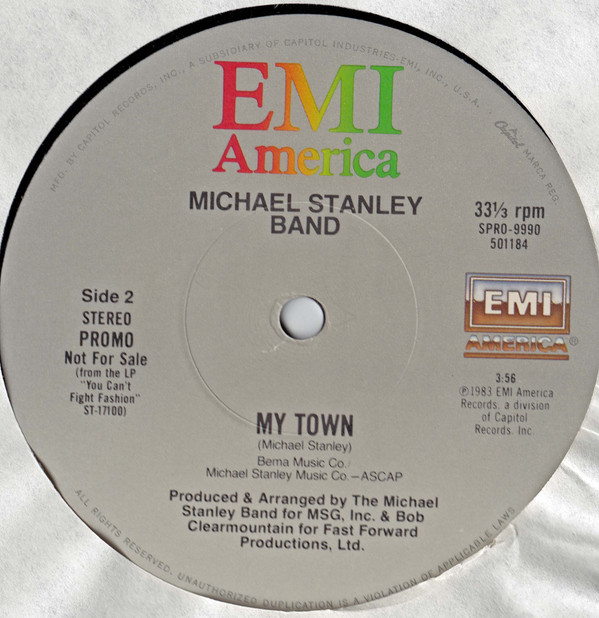 MFD. BY CAPITOL RECORDS, INC., A SUBSIDIARY OF CAPITOL INDUSTRIES-EMI, INC., U.S.A. · Capitol MARCA REG.
EMI
America
MICHAEL STANLEY
BAND
33⅓ rpm
SPRO-9990
501184
Side 2
STEREO
PROMO
Not For Sale
(from the LP
"You Can't
Fight Fashion"
ST-17100)
EMI
AMERICA®
3:56
℗1983 EMI America
Records, a division
of Capitol
Records, Inc.
MY TOWN
(Michael Stanley)
Bema Music Co./
Michael Stanley Music Co.—ASCAP
Produced & Arranged by The Michael
Stanley Band for MSG, Inc. & Bob
Clearmountain for Fast Forward
Productions, Ltd.
ALL RIGHTS RESERVED. UNAUTHORIZED DUPLICATION IS A VIOLATION OF APPLICABLE LAWS